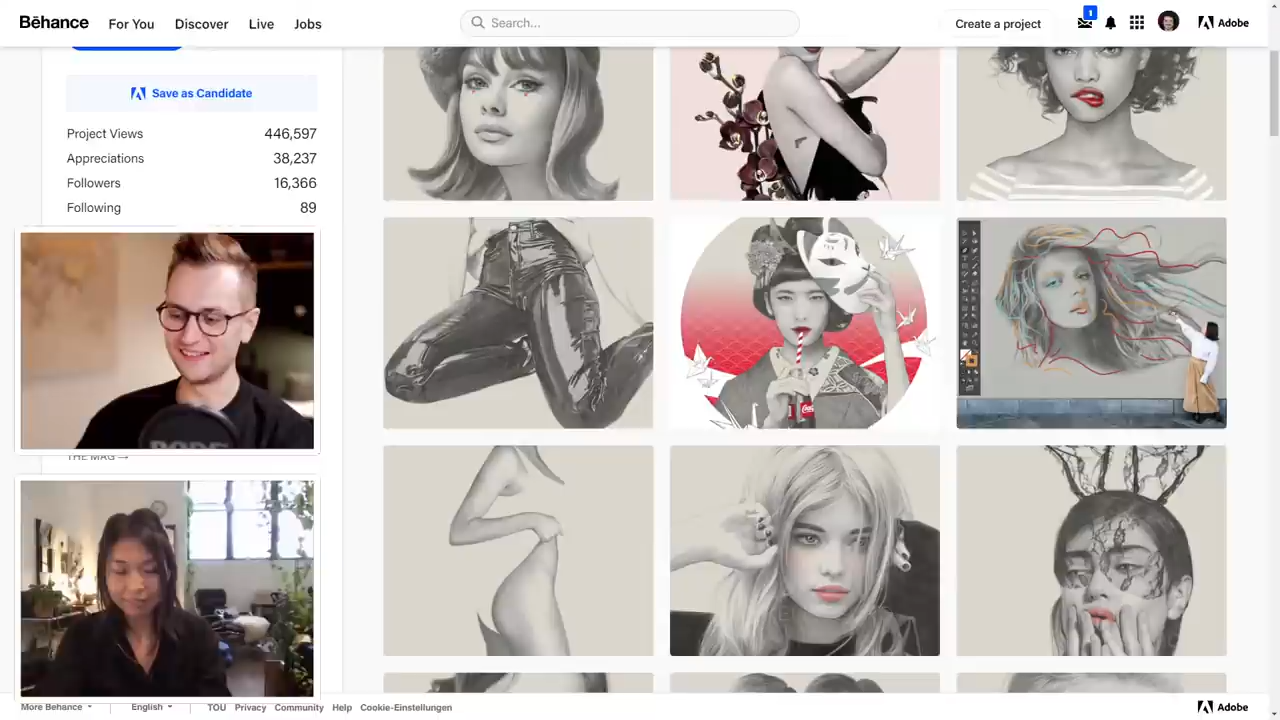 Bēhance
For You
Discover
Live
Jobs
Search...
Create a project
1
Adobe
Save as Candidate
Project Views 446,597
Appreciations 38,237
Followers 16,366
Following 89
THE MAG →
RODE
More Behance
English
TOU
Privacy
Community
Help
Cookie-Einstellungen
Adobe